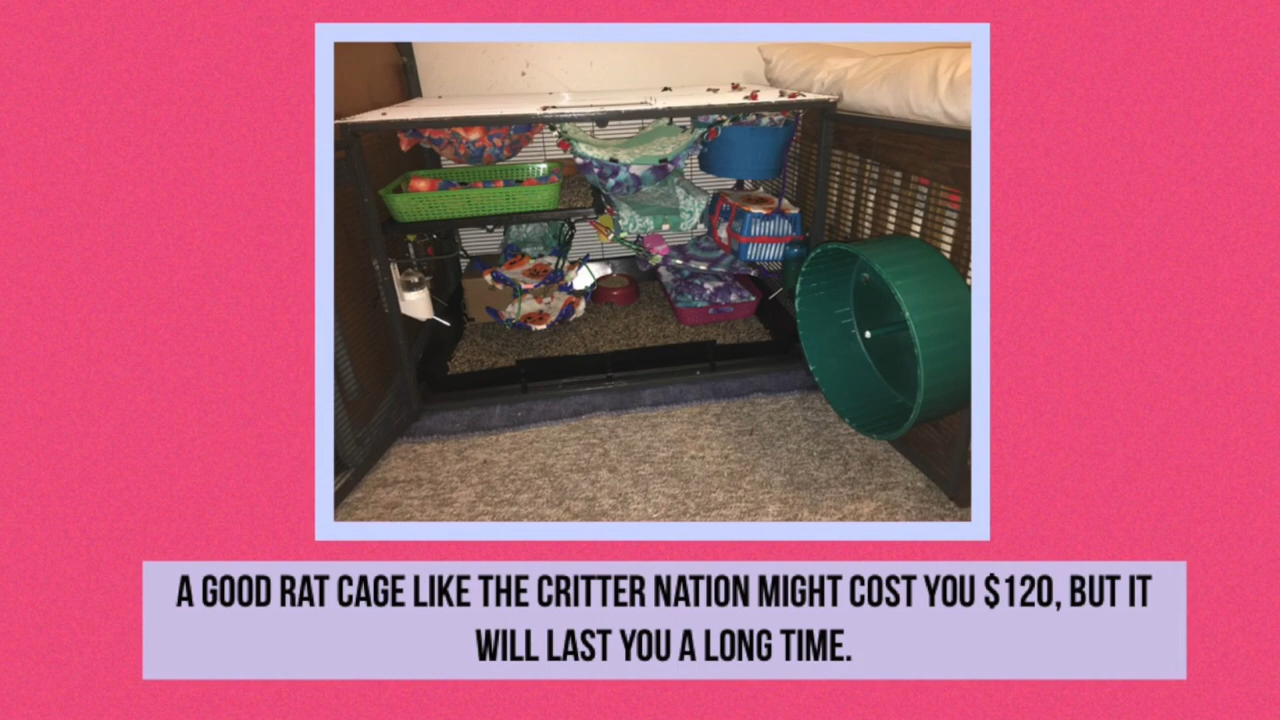 A GOOD RAT CAGE LIKE THE CRITTER NATION MIGHT COST YOU $120, BUT IT
WILL LAST YOU A LONG TIME.